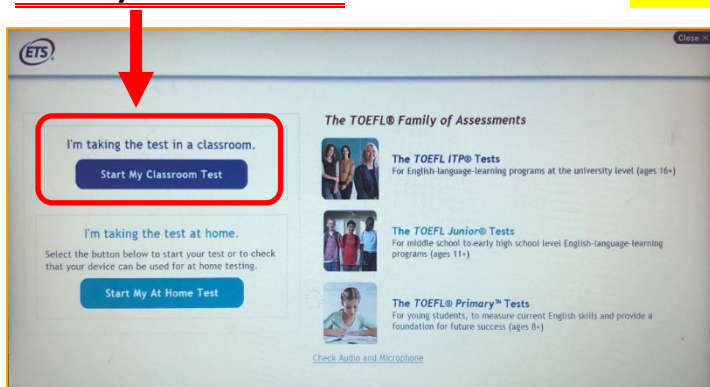 ETS
Close ×
I'm taking the test in a classroom.
Start My Classroom Test
I'm taking the test at home.
Select the button below to start your test or to check
that your device can be used for at home testing.
Start My At Home Test
The TOEFL® Family of Assessments
The TOEFL ITP® Tests
For English-language-learning programs at the university level (ages 16+)
The TOEFL Junior® Tests
For middle school to early high school level English-language-learning
programs (ages 11+)
The TOEFL® Primary™ Tests
For young students, to measure current English skills and provide a
foundation for future success (ages 8+)
Check Audio and Microphone